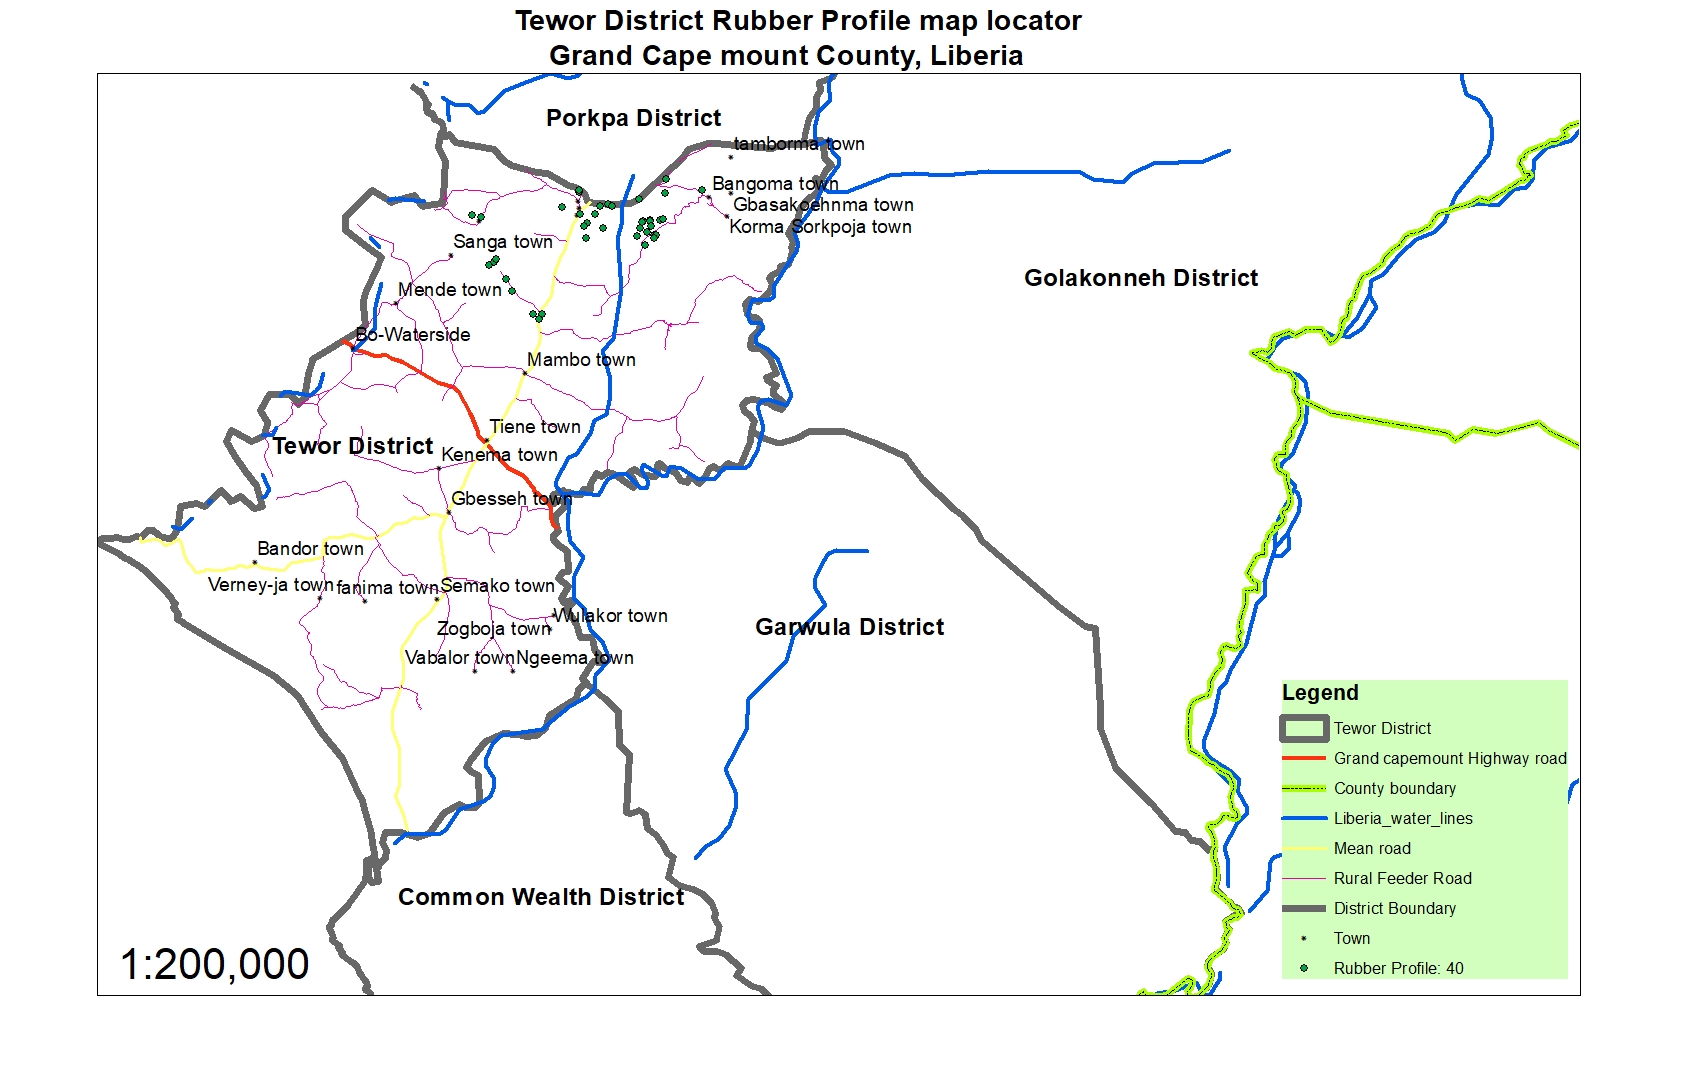 Tewor District Rubber Profile map locator
Grand Cape mount County, Liberia
Porkpa District
tamborma town
Bangoma town
Gbasakoehnma town
Korma Sorkpoja town
Sanga town
Golakonneh District
Mende town
Bo-Waterside
Mambo town
Tiene town
Tewor District
Kenema town
Gbesseh town
Bandor town
Verney-ja town
fanima town
Semako town
Wulakor town
Zogboja town
Garwula District
Vabalor town
Ngeema town
Common Wealth District
1:200,000
Legend
Tewor District
Grand capemount Highway road
County boundary
Liberia_water_lines
Mean road
Rural Feeder Road
District Boundary
Town
Rubber Profile: 40